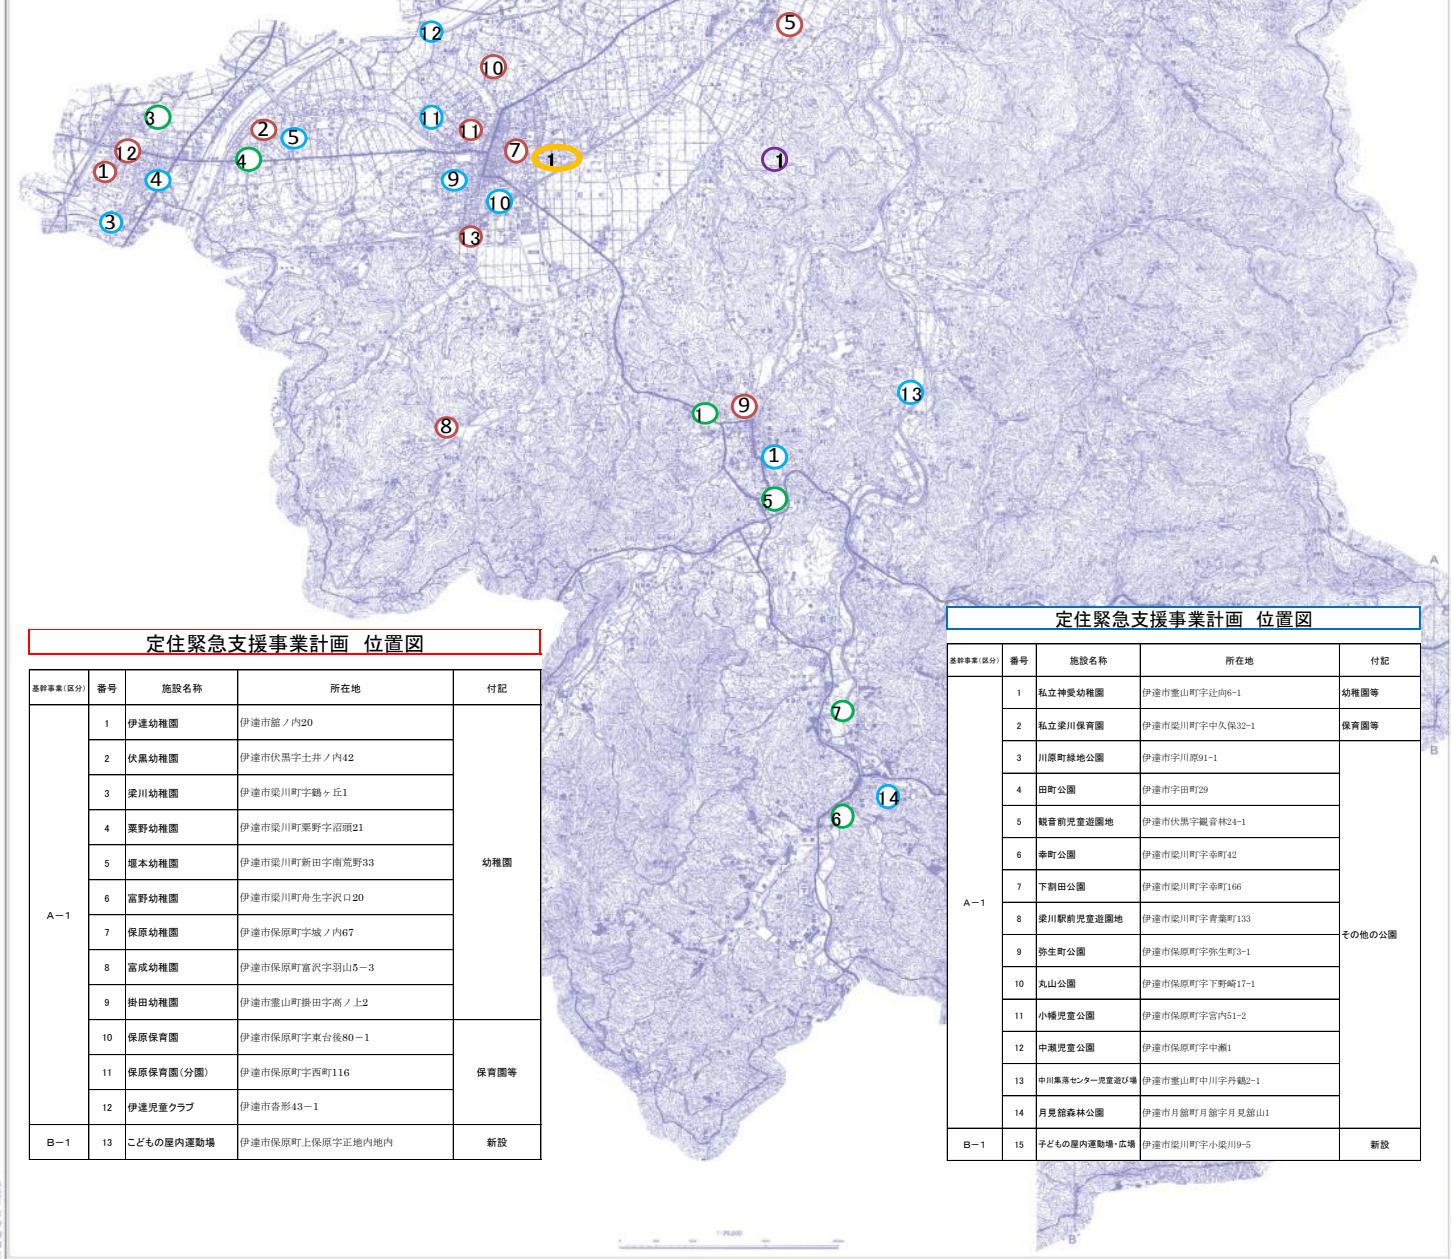 12
5
10
3
2
5
11
11
12
4
7
1
1
1
4
9
10
3
13
13
1
9
8
1
5
7
14
6
A
B
B'
定住緊急支援事業計画 位置図
基幹事業(区分) 番号 施設名称 所在地 付記
A－1
1 伊達幼稚園 伊達市舘ノ内20
2 伏黒幼稚園 伊達市伏黒字土井ノ内42
3 梁川幼稚園 伊達市梁川町字鶴ヶ丘1
4 粟野幼稚園 伊達市梁川町粟野字沼頭21
5 堰本幼稚園 伊達市梁川町新田字南荒野33
幼稚園
6 富野幼稚園 伊達市梁川町舟生字沢口20
7 保原幼稚園 伊達市保原町字城ノ内67
8 富成幼稚園 伊達市保原町富沢字羽山5－3
9 掛田幼稚園 伊達市霊山町掛田字高ノ上2
10 保原保育園 伊達市保原町字東台後80－1
11 保原保育園(分園) 伊達市保原町字西町116 保育園等
12 伊達児童クラブ 伊達市沓形43－1
B－1 13 こどもの屋内運動場 伊達市保原町上保原字正地内地内 新設
定住緊急支援事業計画 位置図
基幹事業(区分) 番号 施設名称 所在地 付記
A－1
1 私立神愛幼稚園 伊達市霊山町字辻向6-1 幼稚園等
2 私立梁川保育園 伊達市梁川町字中久保32-1 保育園等
3 川原町緑地公園 伊達市字川原91-1
4 田町公園 伊達市字田町29
5 観音前児童遊園地 伊達市伏黒字観音林24-1
6 幸町公園 伊達市梁川町字幸町42
7 下割田公園 伊達市梁川町字幸町166
8 梁川駅前児童遊園地 伊達市梁川町字青葉町133
その他の公園
9 弥生町公園 伊達市保原町字弥生町3-1
10 丸山公園 伊達市保原町字下野崎17-1
11 小幡児童公園 伊達市保原町字宮内51-2
12 中瀬児童公園 伊達市保原町字中瀬1
13 中川集落センター児童遊び場 伊達市霊山町中川字丹鶴2-1
14 月見舘森林公園 伊達市月舘町月舘字月見舘山1
B－1 15 子どもの屋内運動場・広場 伊達市梁川町字小梁川9-5 新設